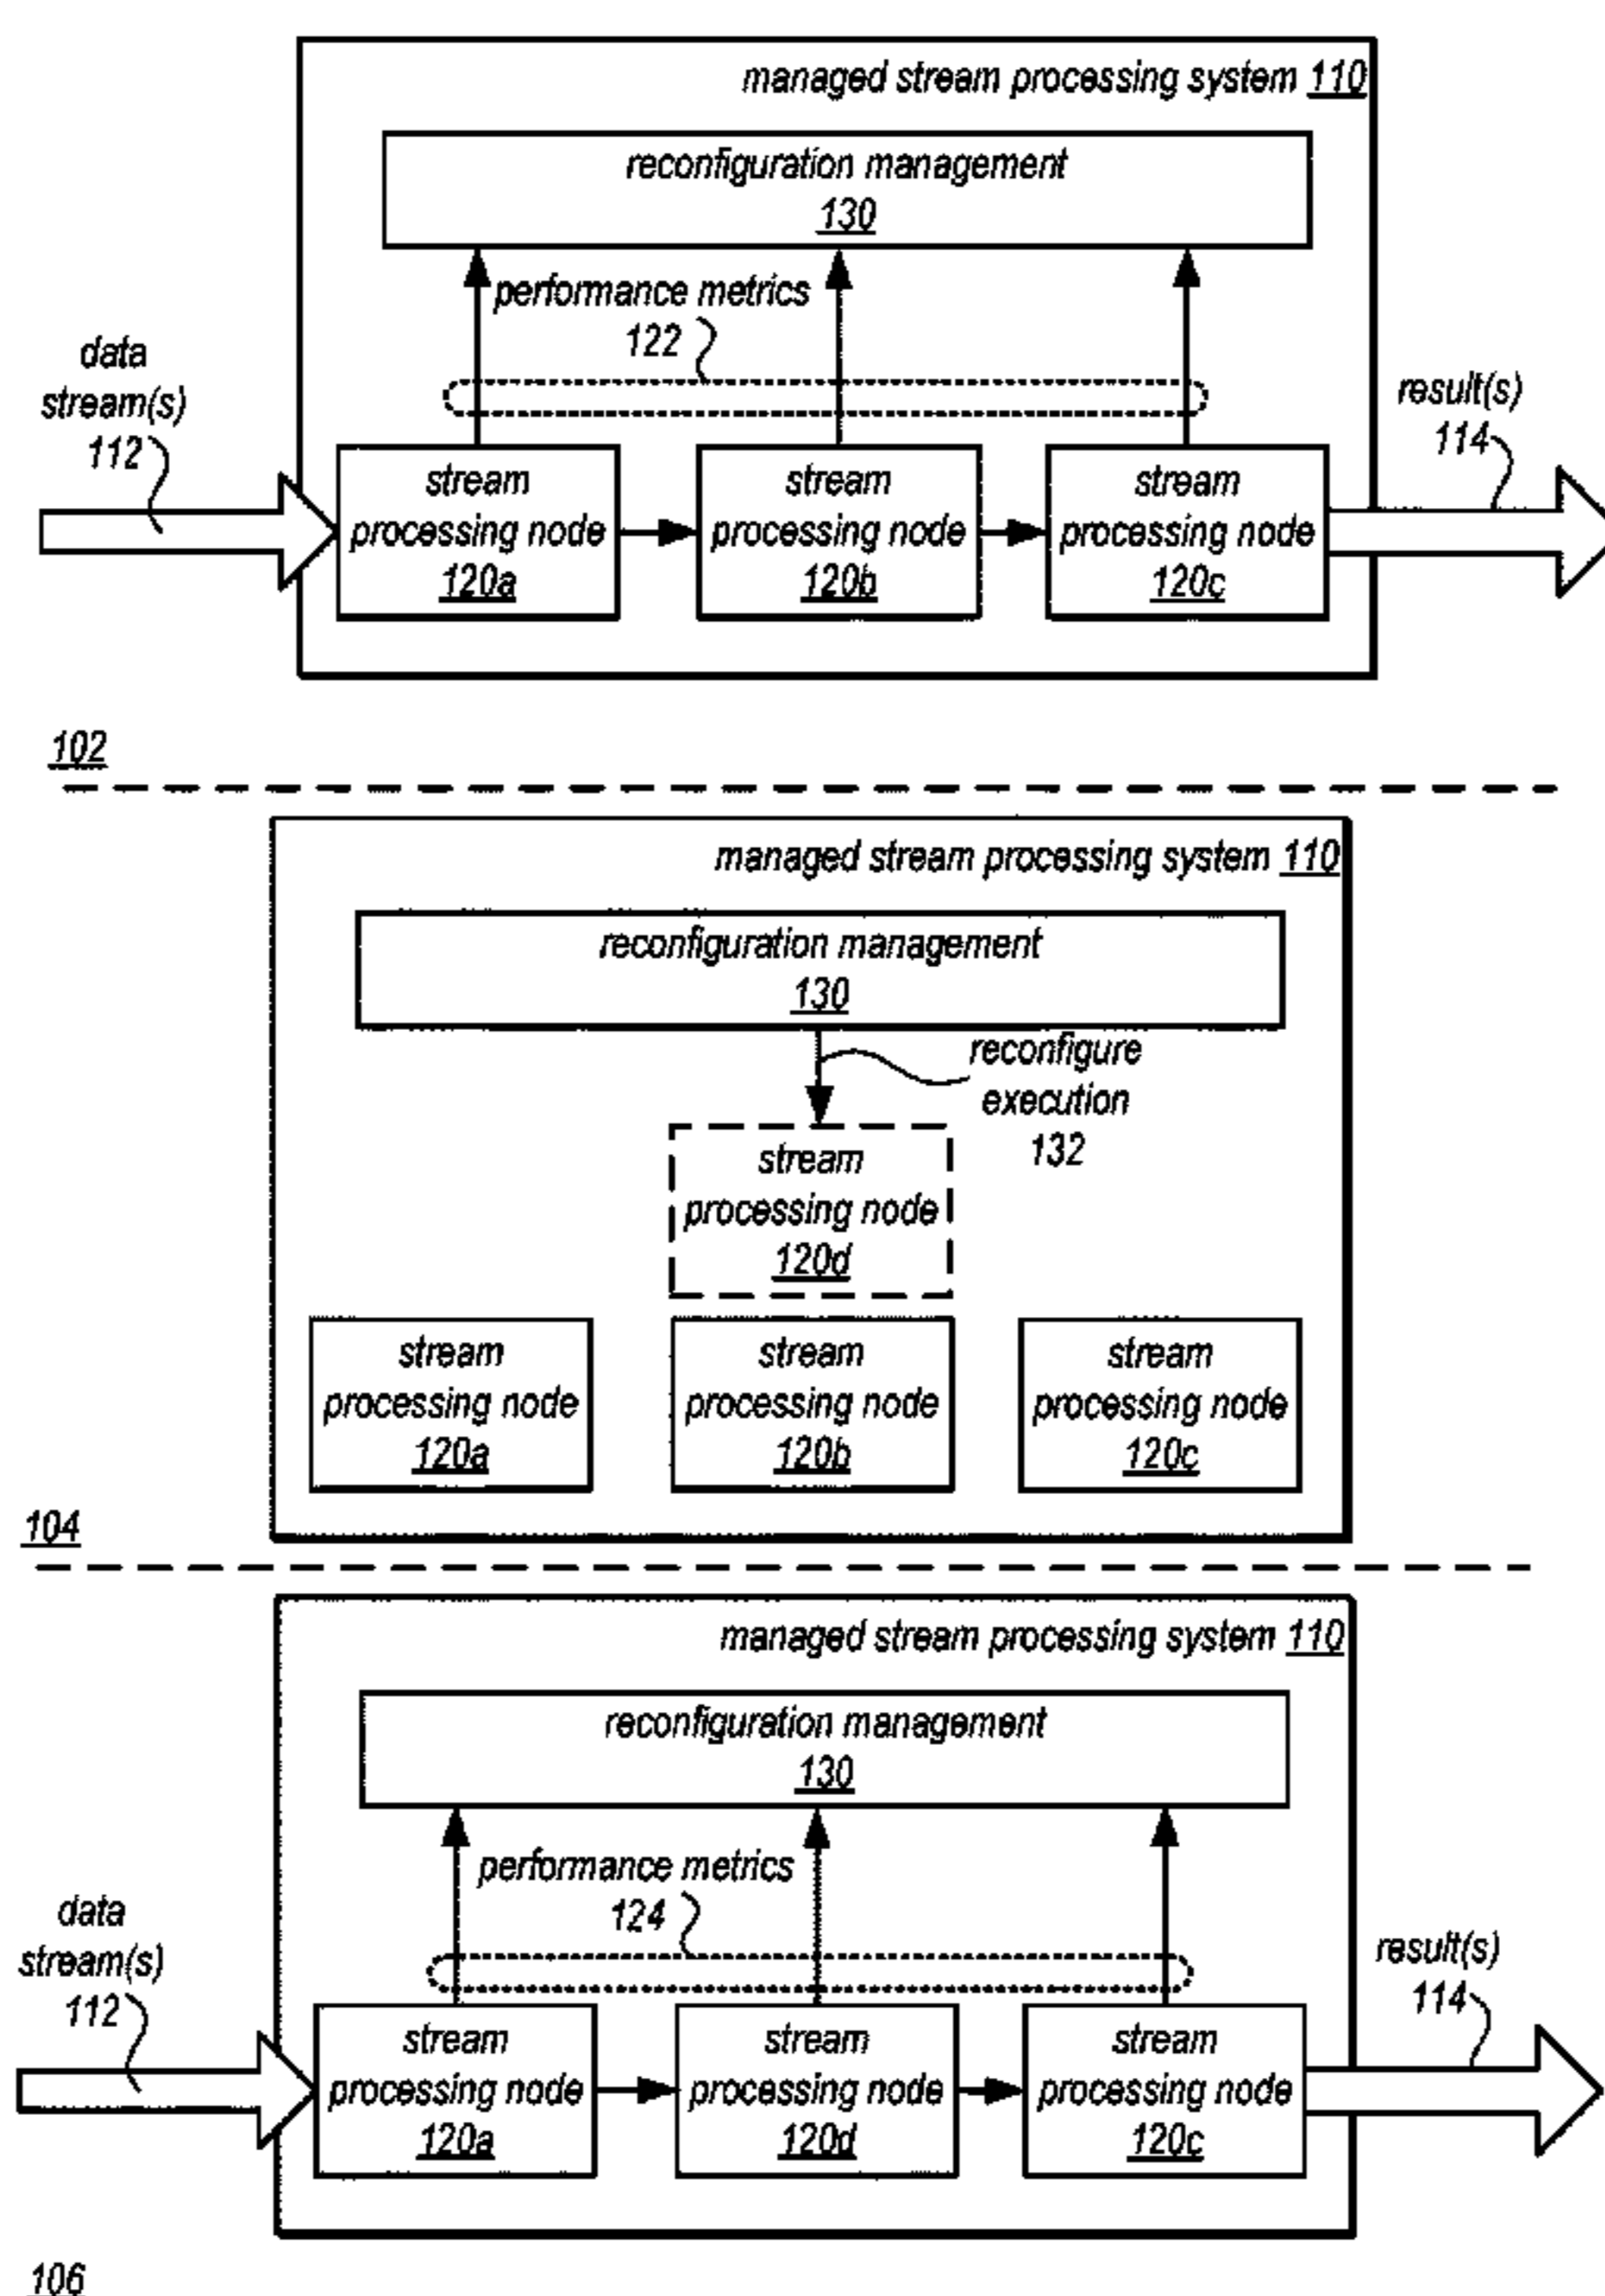 managed stream processing system 110
reconfiguration management
130
performance metrics
122
data
stream(s)
112
result(s)
114
stream
processing node
120a
stream
processing node
120b
stream
processing node
120c
102
managed stream processing system 110
reconfiguration management
130
reconfigure
execution
132
stream
processing node
120d
stream
processing node
120a
stream
processing node
120b
stream
processing node
120c
104
managed stream processing system 110
reconfiguration management
130
performance metrics
124
data
stream(s)
112
result(s)
114
stream
processing node
120a
stream
processing node
120d
stream
processing node
120c
106